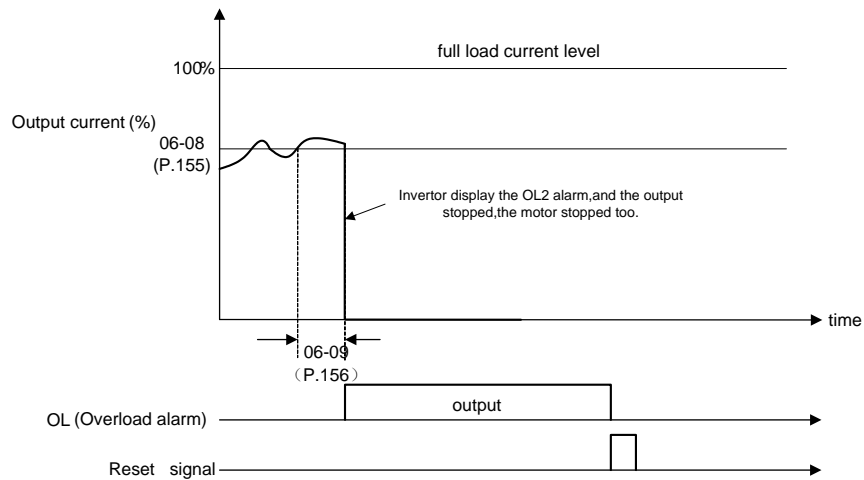 full load current level
100%
Output current (%)
06-08
(P.155)
Invertor display the OL2 alarm,and the output
stopped,the motor stopped too.
time
06-09
（P.156）
output
OL (Overload alarm)
Reset signal